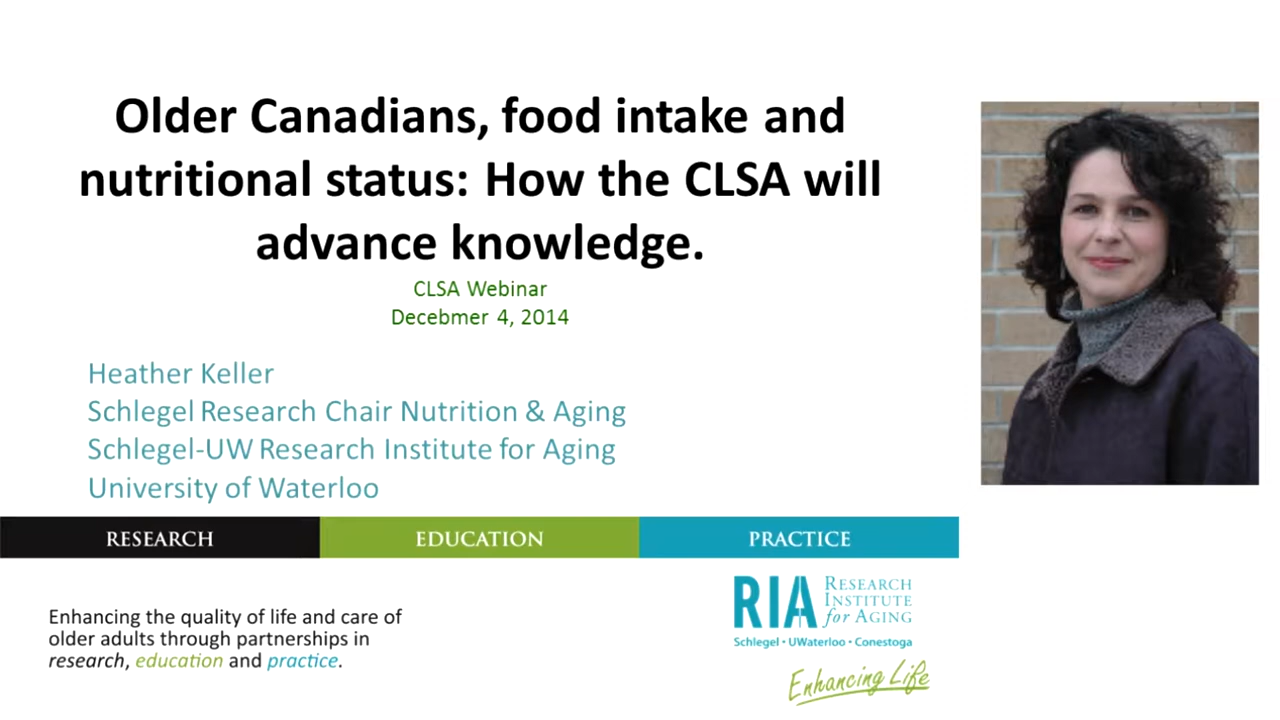 Older Canadians, food intake and
nutritional status: How the CLSA will
advance knowledge.
CLSA Webinar
Decebmer 4, 2014
Heather Keller
Schlegel Research Chair Nutrition & Aging
Schlegel-UW Research Institute for Aging
University of Waterloo
RESEARCH EDUCATION PRACTICE
Enhancing the quality of life and care of
older adults through partnerships in
research, education and practice.
RIA RESEARCH
INSTITUTE
for AGING
Schlegel • UWaterloo • Conestoga
Enhancing Life